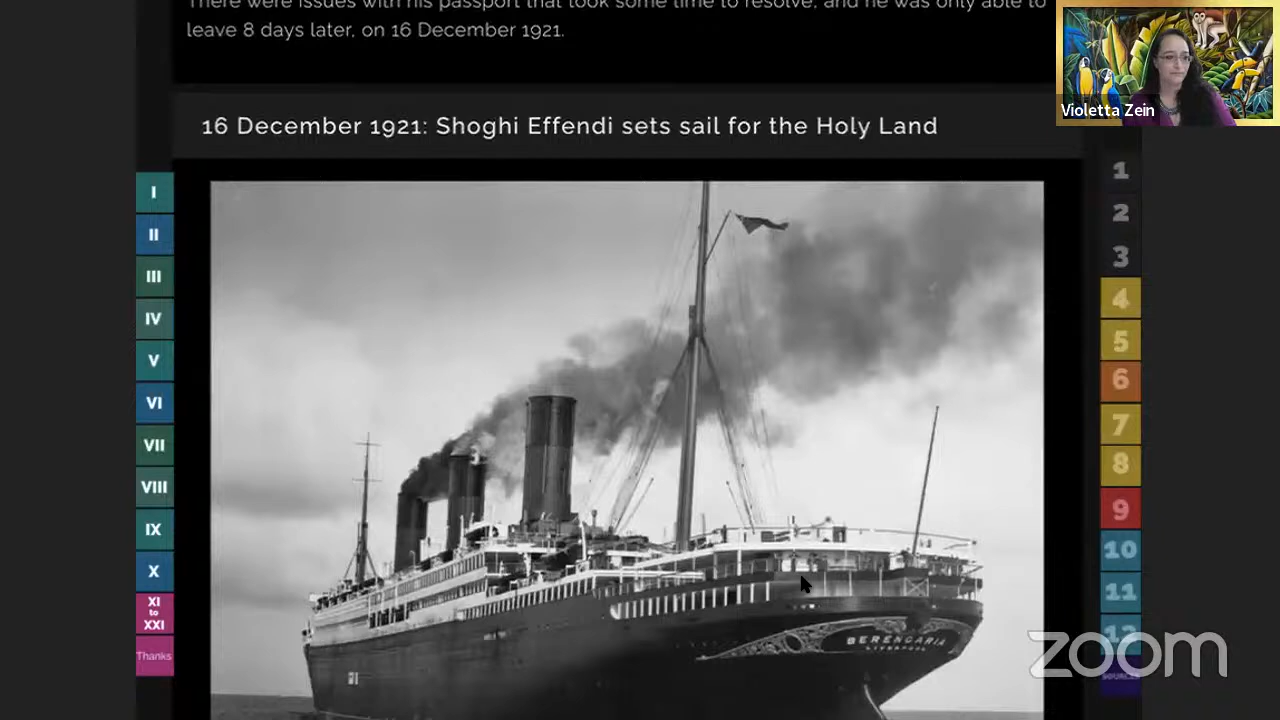 There were issues with his passport that took some time to resolve, and he was only able to
leave 8 days later, on 16 December 1921.
Violetta Zein
16 December 1921: Shoghi Effendi sets sail for the Holy Land
I
II
III
IV
V
VI
VII
VIII
IX
X
XI
to
XXI
Thanks
1
2
3
4
5
6
7
8
9
10
11
12
SOURCES
BERENGARIA
LIVERPOOL
zoom